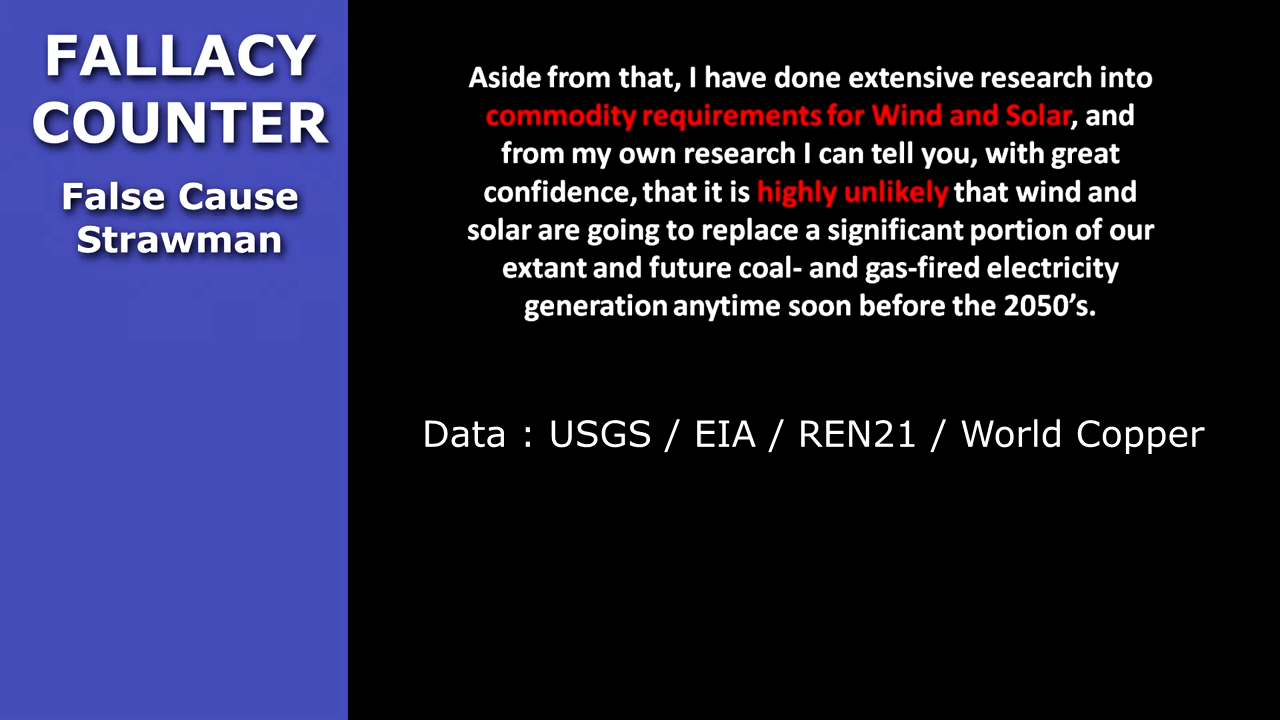 FALLACY
COUNTER
False Cause
Strawman
Aside from that, I have done extensive research into
commodity requirements for Wind and Solar, and
from my own research I can tell you, with great
confidence, that it is highly unlikely that wind and
solar are going to replace a significant portion of our
extant and future coal- and gas-fired electricity
generation anytime soon before the 2050’s.
Data : USGS / EIA / REN21 / World Copper